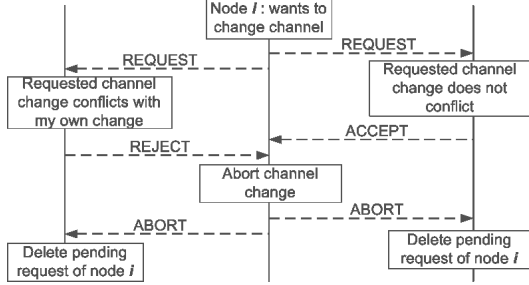 Node i : wants to
change channel
REQUEST
REQUEST
Requested channel
change conflicts with
my own change
Requested channel
change does not
conflict
ACCEPT
REJECT
Abort channel
change
ABORT
ABORT
Delete pending
request of node i
Delete pending
request of node i